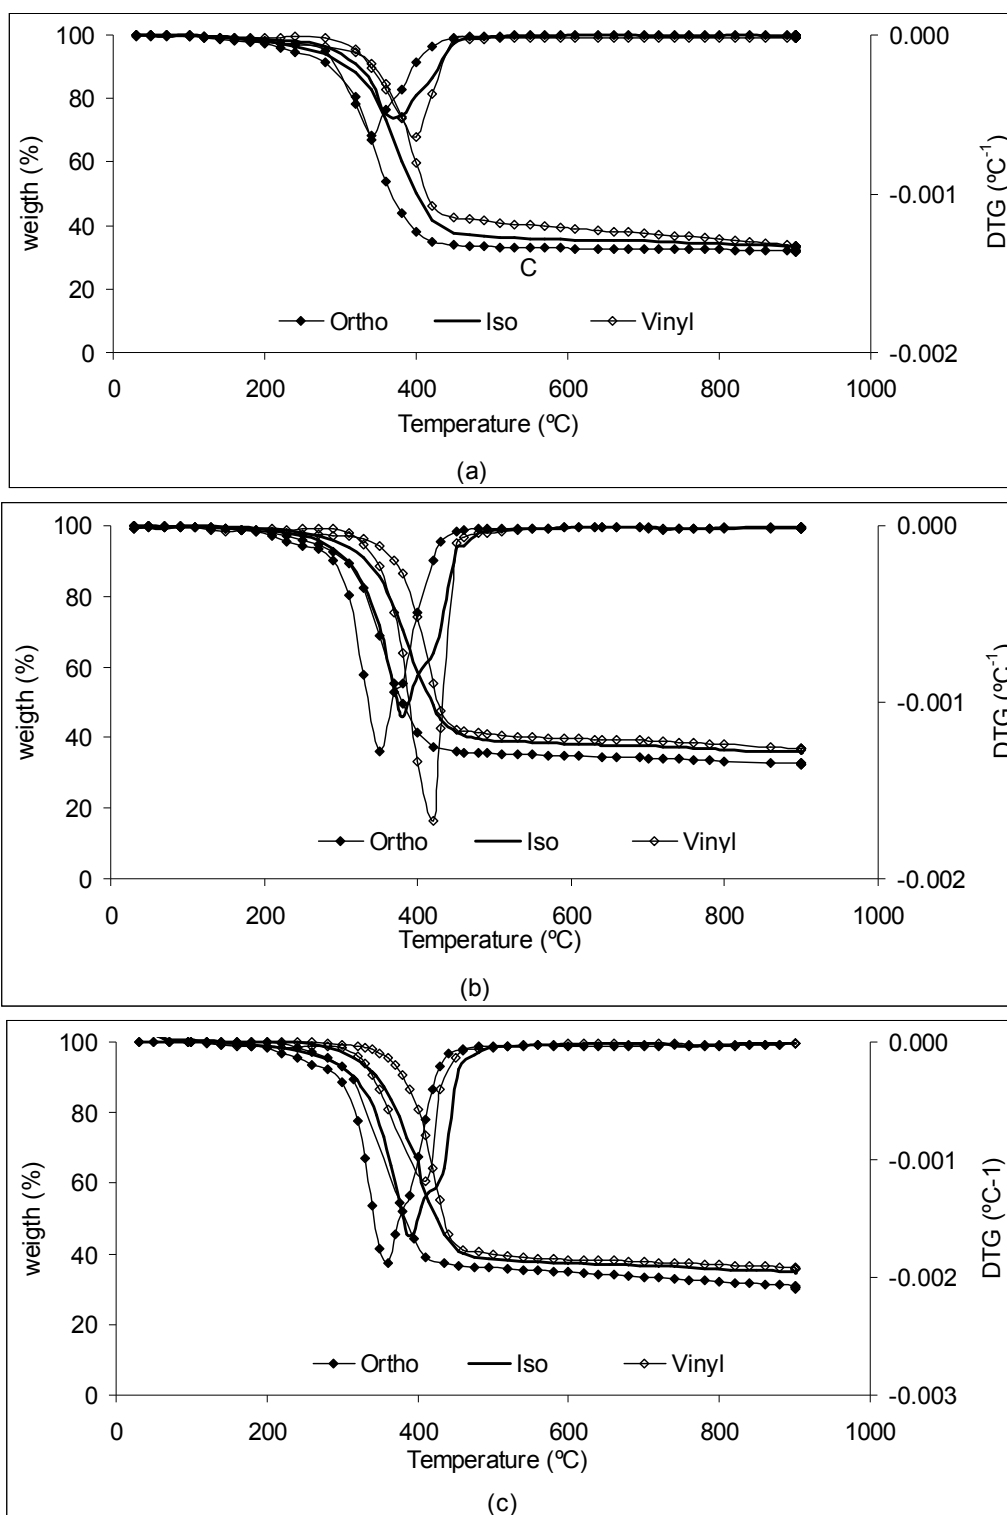 100 0.000
80
60
-0.001
40
C
20
Ortho Iso Vinyl
0 -0.002
0 200 400 600 800 1000
Temperature (ºC)
weigth (%)
DTG (ºC⁻¹)
(a)
100 0.000
80
60
-0.001
40
20
Ortho Iso Vinyl
0 -0.002
0 200 400 600 800 1000
Temperature (ºC)
weigth (%)
DTG (ºC⁻¹)
(b)
100 0.000
80
-0.001
60
40
-0.002
20
Ortho Iso Vinyl
0 -0.003
0 200 400 600 800 1000
Temperature (ºC)
weigth (%)
DTG (ºC-1)
(c)